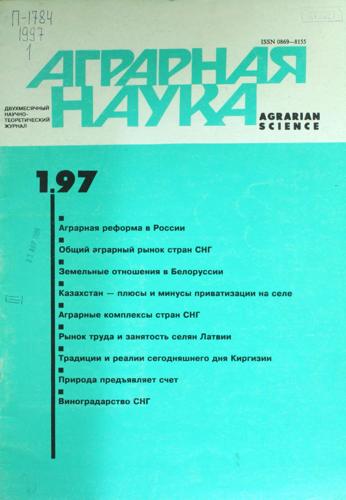 П-1784
1997
1
ISSN 0869—8155
АГРАРНАЯ
НАУКА
ДВУХМЕСЯЧНЫЙ
НАУЧНО-
ТЕОРЕТИЧЕСКИЙ
ЖУРНАЛ
AGRARIAN
SCIENCE
1.97
Аграрная реформа в России
Общий аграрный рынок стран СНГ
Земельные отношения в Белоруссии
Казахстан — плюсы и минусы приватизации на селе
Аграрные комплексы стран СНГ
Рынок труда и занятость селян Латвии
Традиции и реалии сегодняшнего дня Киргизии
Природа предъявляет счет
Виноградарство СНГ